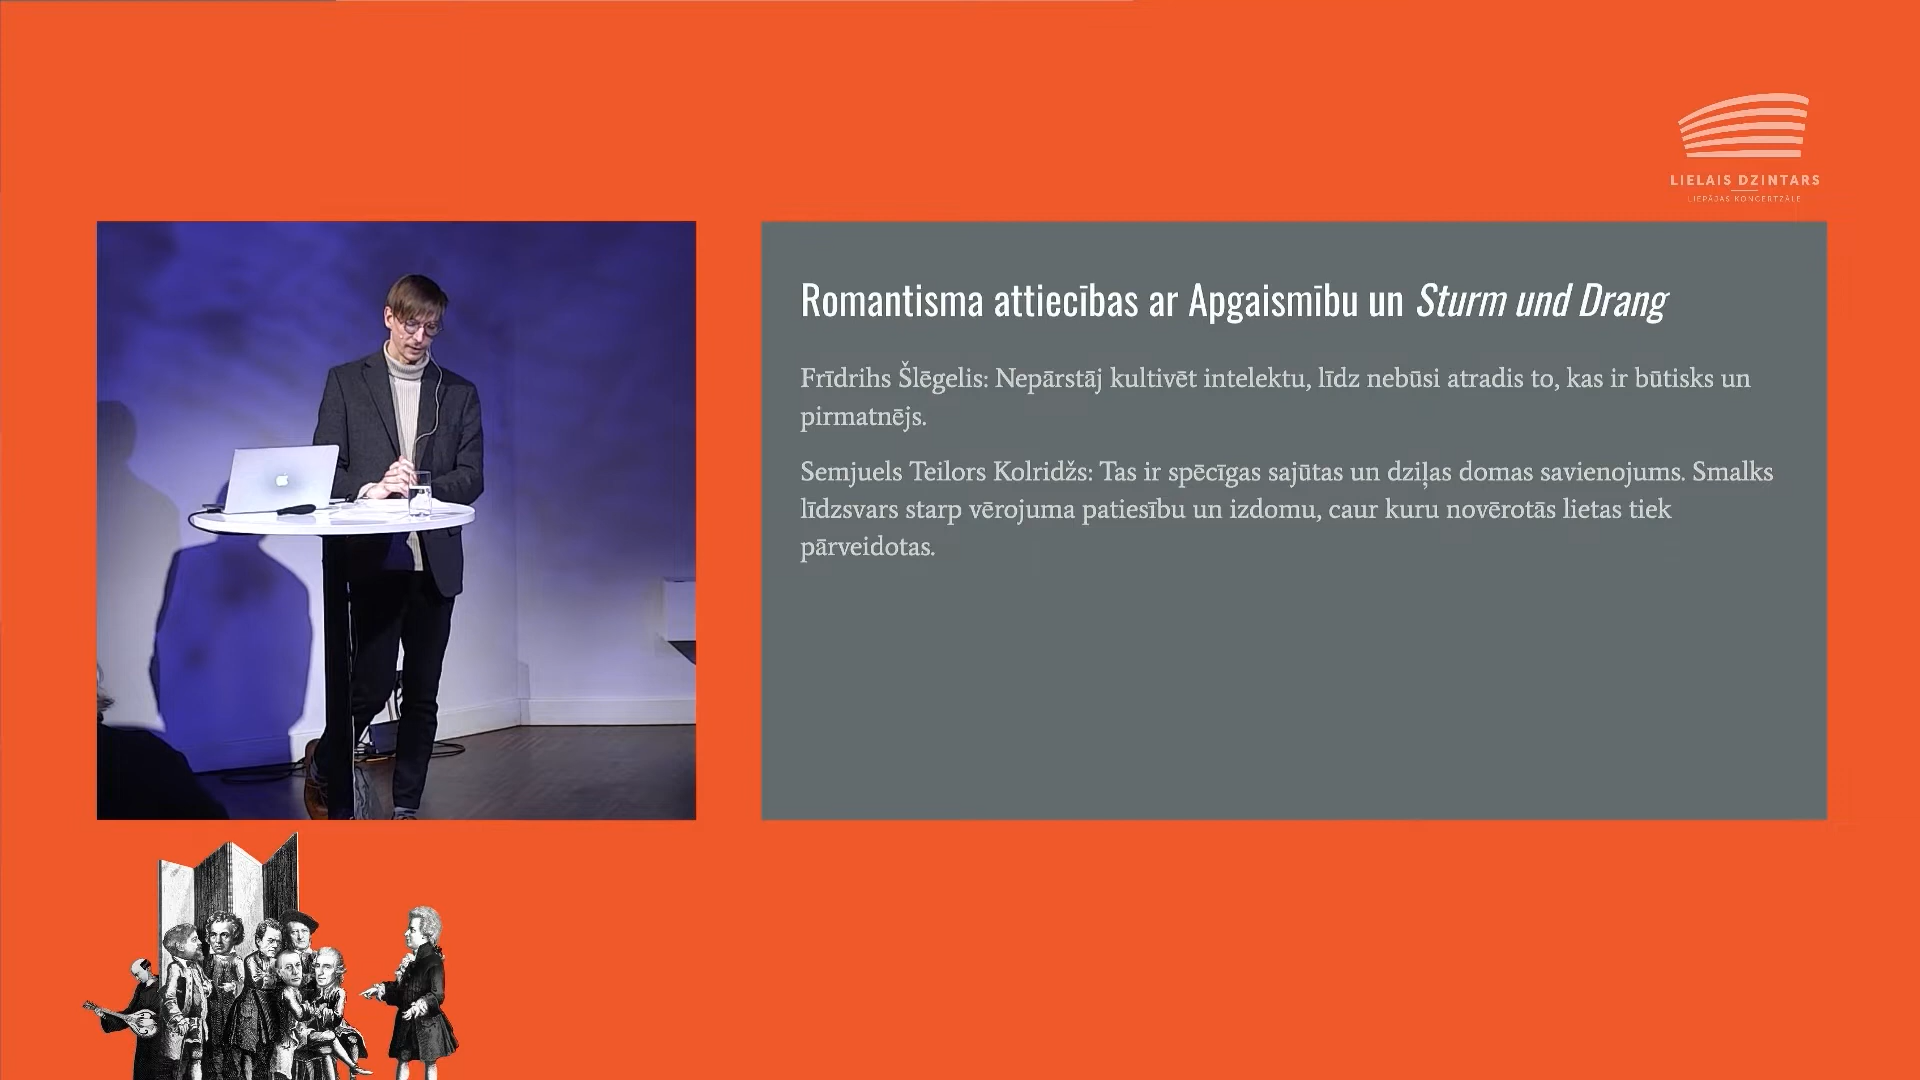 LIELAIS DZINTARS
LIEPĀJAS KONCERTZĀLE
Romantisma attiecības ar Apgaismību un Sturm und Drang
Frīdrihs Šlēgelis: Nepārstāj kultivēt intelektu, līdz nebūsi atradis to, kas ir būtisks un
pirmatnējs.
Semjuels Teilors Kolridžs: Tas ir spēcīgas sajūtas un dziļas domas savienojums. Smalks
līdzsvars starp vērojuma patiesību un izdomu, caur kuru novērotās lietas tiek
pārveidotas.